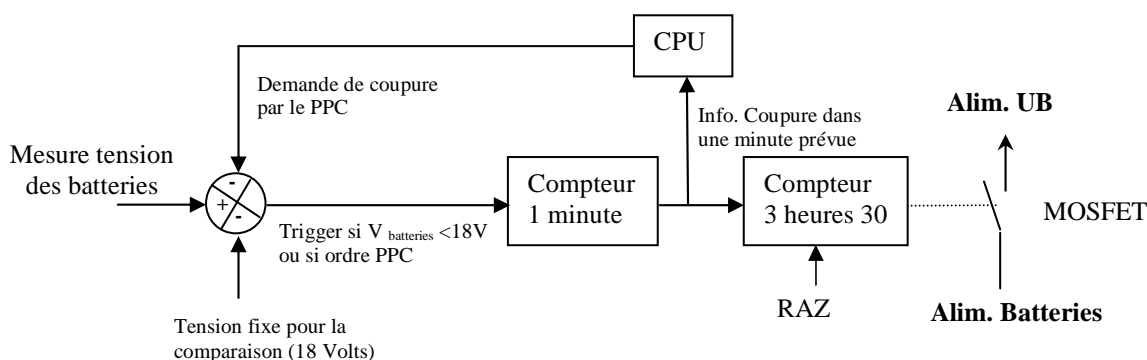 CPU
Demande de coupure
par le PPC
Info. Coupure dans
une minute prévue
Alim. UB
Mesure tension
des batteries
-
+
-
Compteur
1 minute
Compteur
3 heures 30
MOSFET
Trigger si V batteries <18V
ou si ordre PPC
RAZ
Alim. Batteries
Tension fixe pour la
comparaison (18 Volts)